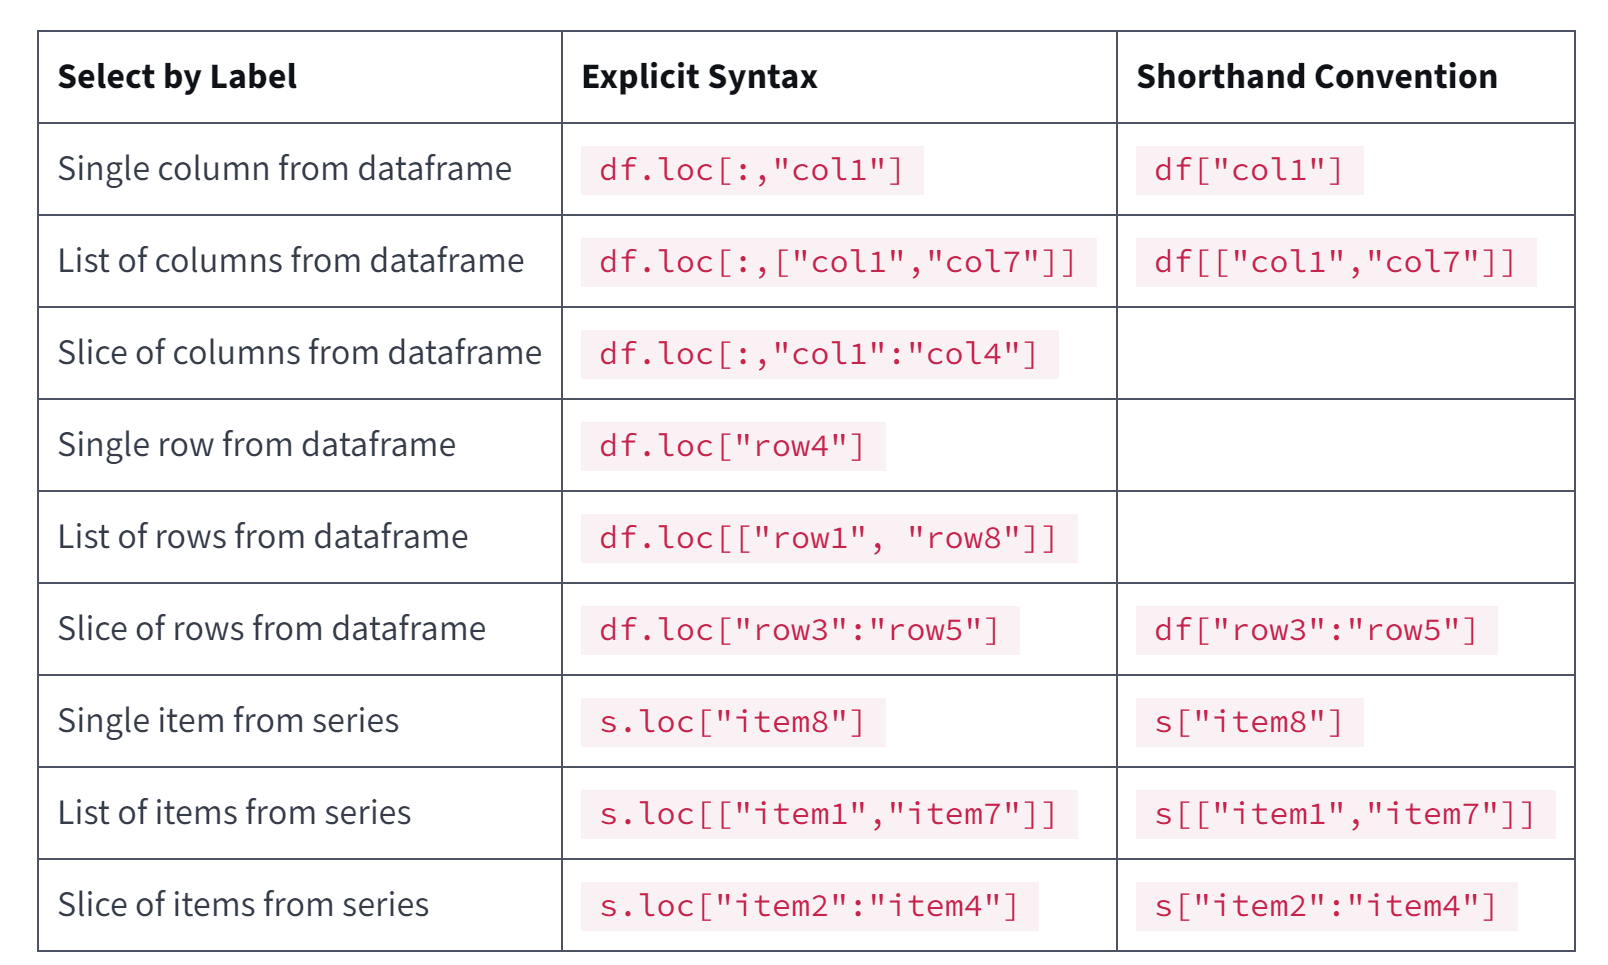 Select by Label Explicit Syntax Shorthand Convention
Single column from dataframe df.loc[:,"col1"] df["col1"]
List of columns from dataframe df.loc[:,["col1","col7"]] df[["col1","col7"]]
Slice of columns from dataframe df.loc[:,"col1":"col4"]
Single row from dataframe df.loc["row4"]
List of rows from dataframe df.loc[["row1", "row8"]]
Slice of rows from dataframe df.loc["row3":"row5"] df["row3":"row5"]
Single item from series s.loc["item8"] s["item8"]
List of items from series s.loc[["item1","item7"]] s[["item1","item7"]]
Slice of items from series s.loc["item2":"item4"] s["item2":"item4"]